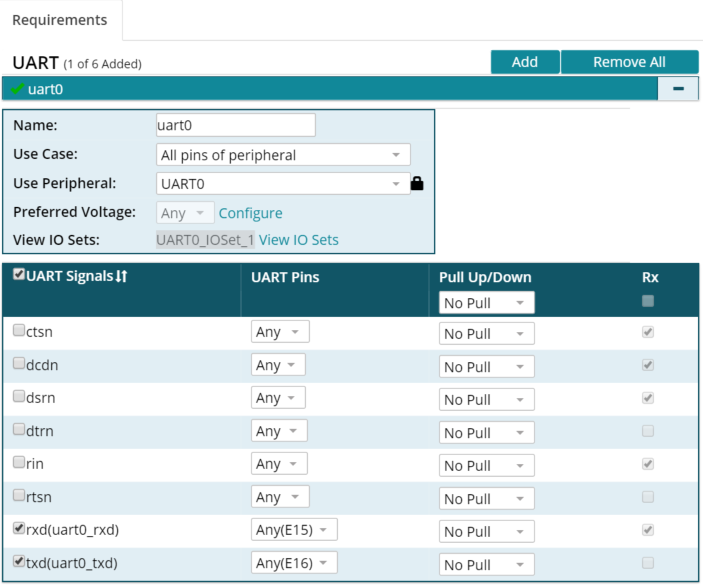 Requirements
UART (1 of 6 Added) Add Remove All
uart0
Name: uart0
Use Case: All pins of peripheral
Use Peripheral: UART0
Preferred Voltage: Any Configure
View IO Sets: UART0_IOSet_1 View IO Sets
UART Signals UART Pins Pull Up/Down Rx
No Pull
ctsn Any No Pull
dcdn Any No Pull
dsrn Any No Pull
dtrn Any No Pull
rin Any No Pull
rtsn Any No Pull
rxd(uart0_rxd) Any(E15) No Pull
txd(uart0_txd) Any(E16) No Pull